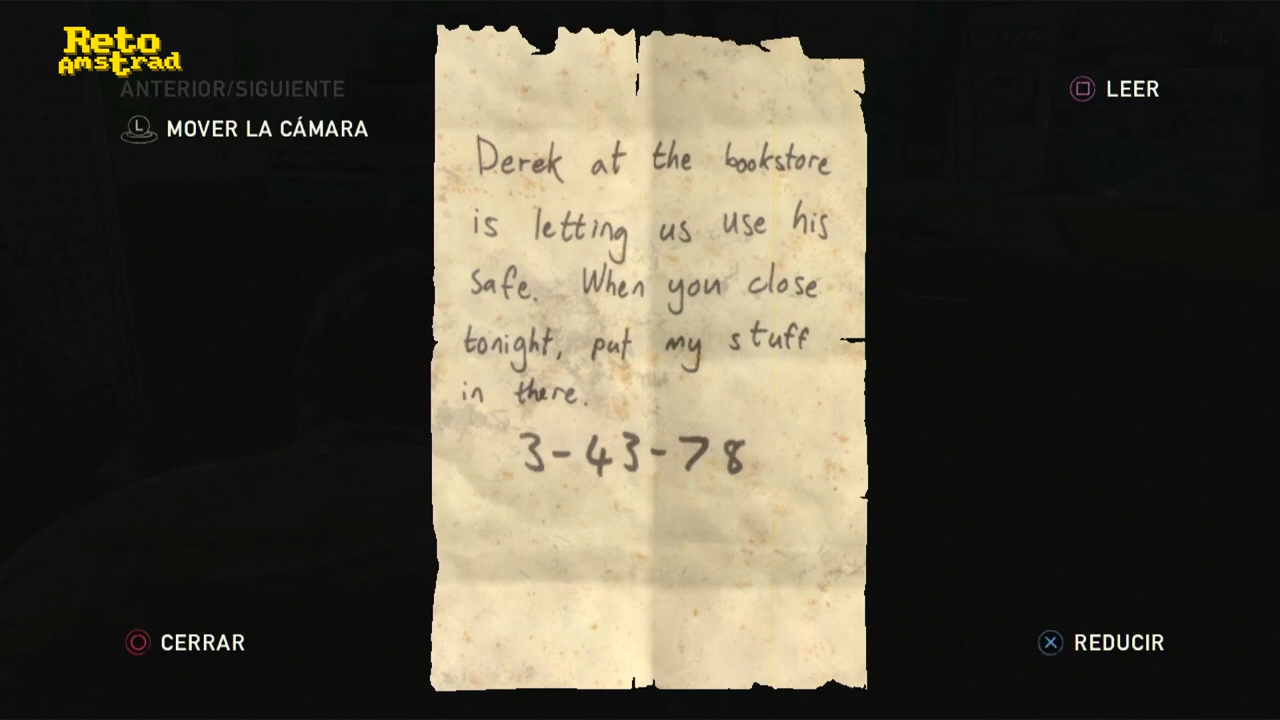 Reto
Amstrad
ANTERIOR/SIGUIENTE
L MOVER LA CÁMARA
LEER
Derek at the bookstore
is letting us use his
safe. When you close
tonight, put my stuff
in there.
3-43-78
CERRAR
REDUCIR